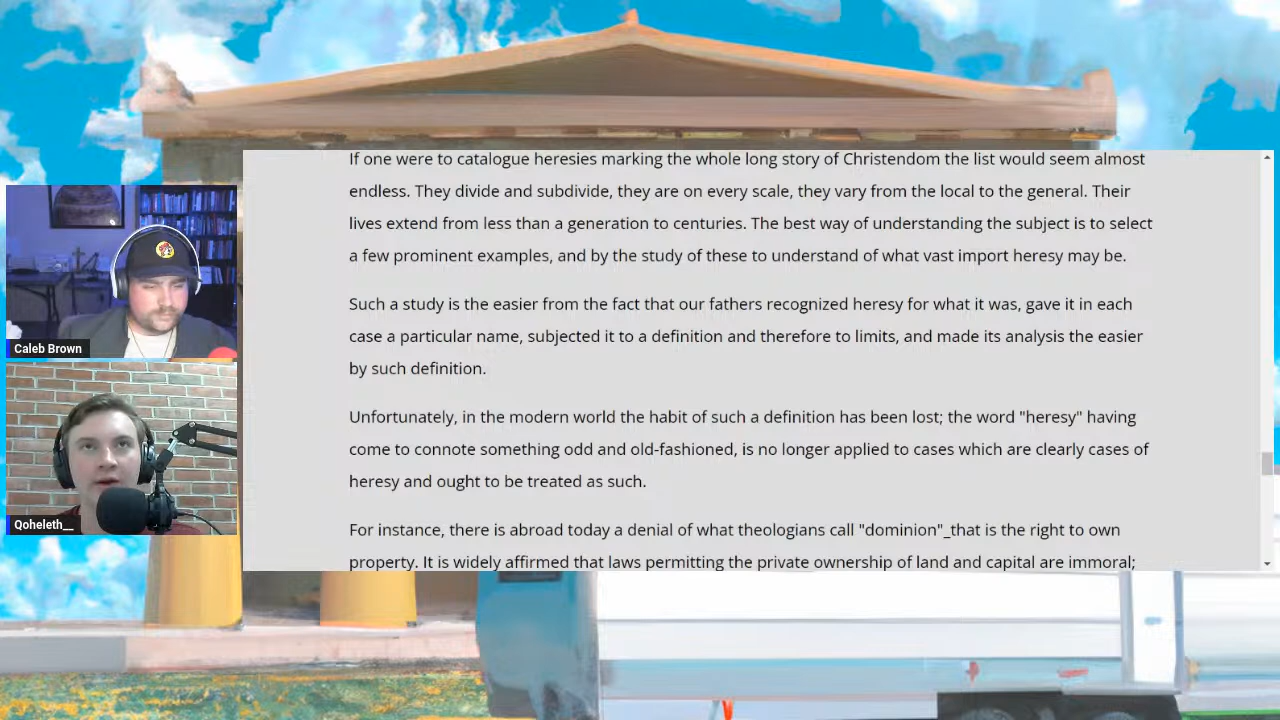 If one were to catalogue heresies marking the whole long story of Christendom the list would seem almost
endless. They divide and subdivide, they are on every scale, they vary from the local to the general. Their
lives extend from less than a generation to centuries. The best way of understanding the subject is to select
a few prominent examples, and by the study of these to understand of what vast import heresy may be.
Such a study is the easier from the fact that our fathers recognized heresy for what it was, gave it in each
case a particular name, subjected it to a definition and therefore to limits, and made its analysis the easier
by such definition.
Unfortunately, in the modern world the habit of such a definition has been lost; the word "heresy" having
come to connote something odd and old-fashioned, is no longer applied to cases which are clearly cases of
heresy and ought to be treated as such.
For instance, there is abroad today a denial of what theologians call "dominion"_that is the right to own
property. It is widely affirmed that laws permitting the private ownership of land and capital are immoral;
Caleb Brown
Qoheleth__